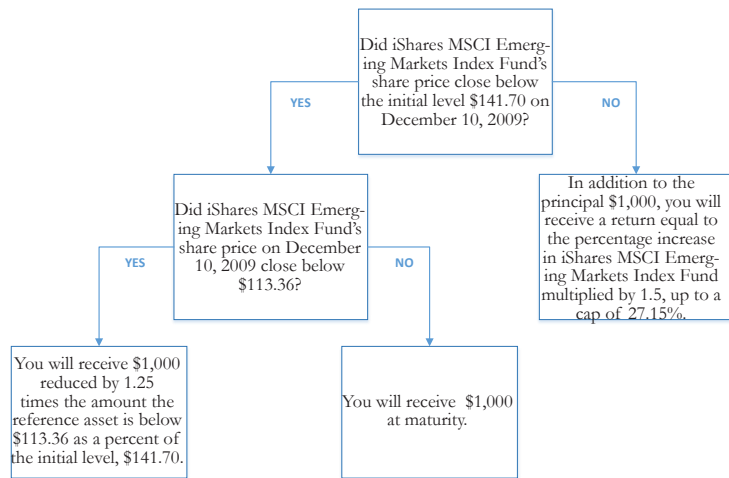 Did iShares MSCI Emerg-
ing Markets Index Fund's
share price close below
the initial level $141.70 on
December 10, 2009?
YES
NO
Did iShares MSCI Emerg-
ing Markets Index Fund's
share price on December
10, 2009 close below
$113.36?
In addition to the
principal $1,000, you will
receive a return equal to
the percentage increase
in iShares MSCI Emerg-
ing Markets Index Fund
multiplied by 1.5, up to a
cap of 27.15%.
YES
NO
You will receive $1,000
reduced by 1.25
times the amount the
reference asset is below
$113.36 as a percent of
the initial level, $141.70.
You will receive $1,000
at maturity.